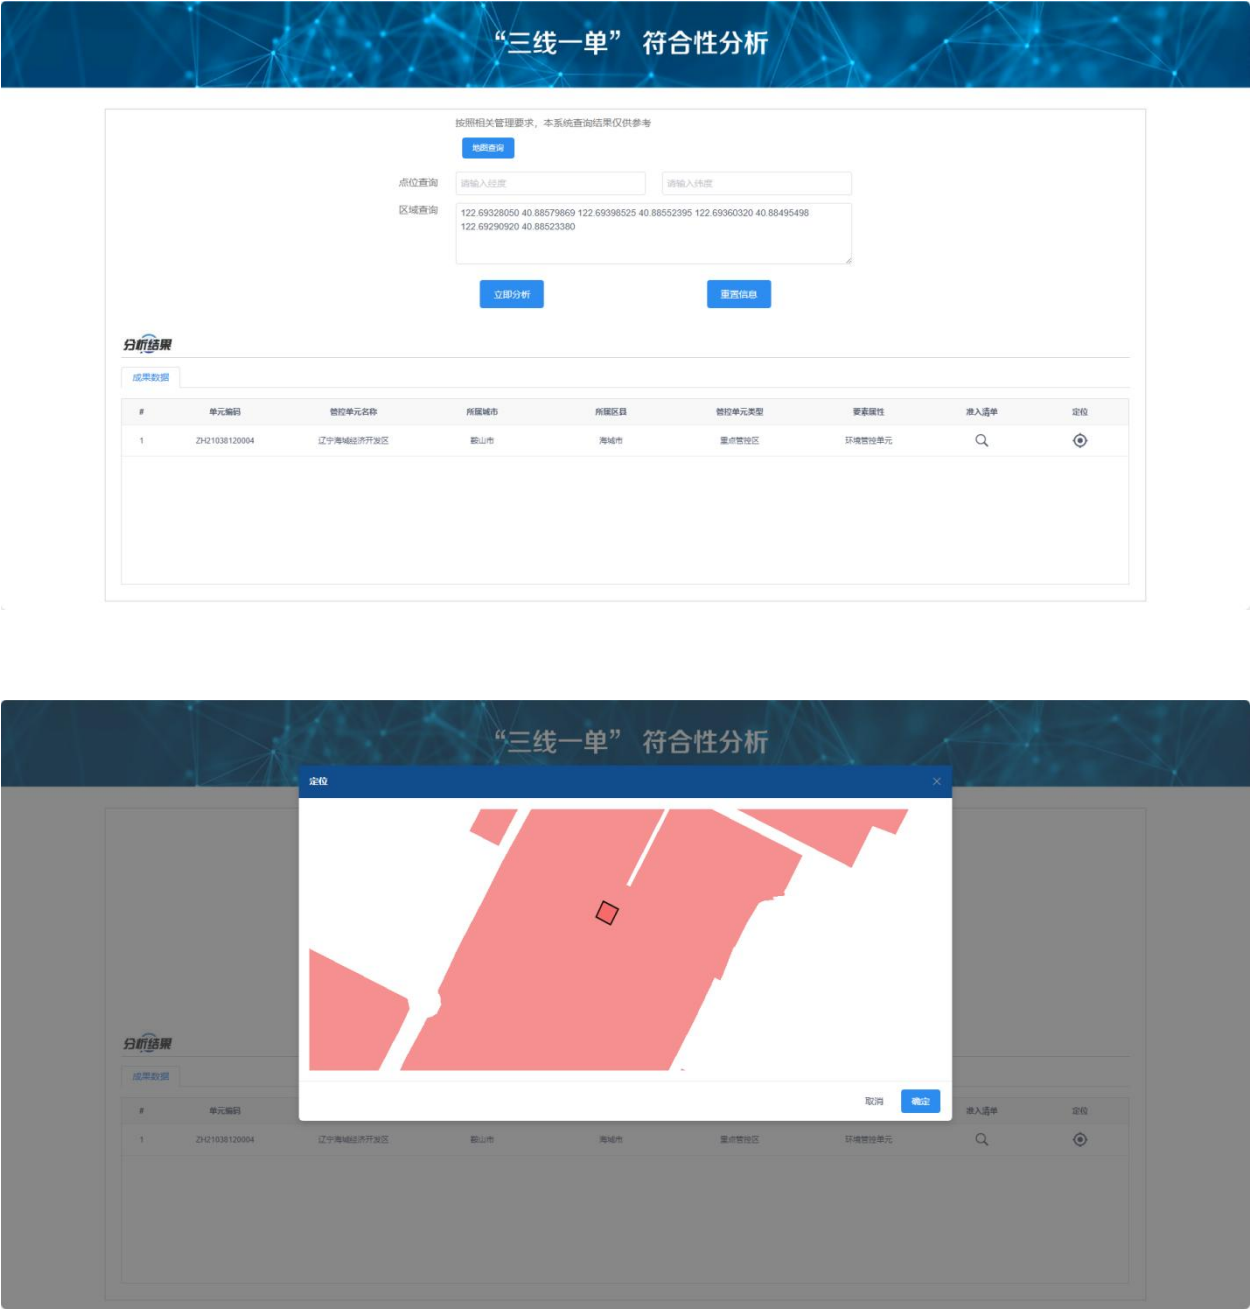 “三线一单” 符合性分析
按照相关管理要求，本系统查询结果仅供参考
地图查询
点位查询 请输入经度 请输入纬度
区域查询 122.69328050 40.88579869 122.69398525 40.88552395 122.69360320 40.88495498
122.69290920 40.88523380
立即分析 重置信息
分析结果
成果数据
# 单元编码 管控单元名称 所属城市 所属区县 管控单元类型 要素属性 准入清单 定位
1 ZH21038120004 辽宁海城经济开发区 鞍山市 海城市 重点管控区 环境管控单元
“三线一单” 符合性分析
定位
分析结果
成果数据
取消 确定
# 单元编码 准入清单 定位
1 ZH21038120004 辽宁海城经济开发区 鞍山市 海城市 重点管控区 环境管控单元